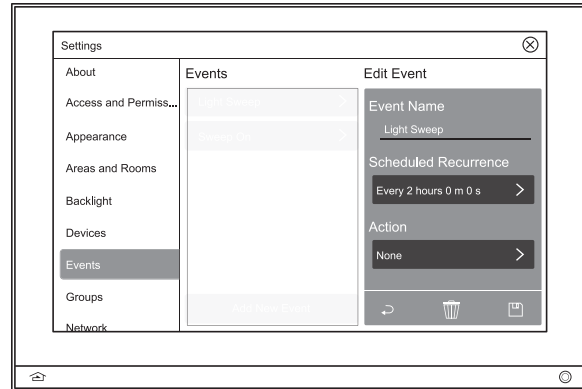 Settings
About
Access and Permiss...
Appearance
Areas and Rooms
Backlight
Devices
Events
Groups
Network
Events
Light Sweep
Sweep On
Add New Event
Edit Event
Event Name
Light Sweep
Scheduled Recurrence
Every 2 hours 0 m 0 s
Action
None